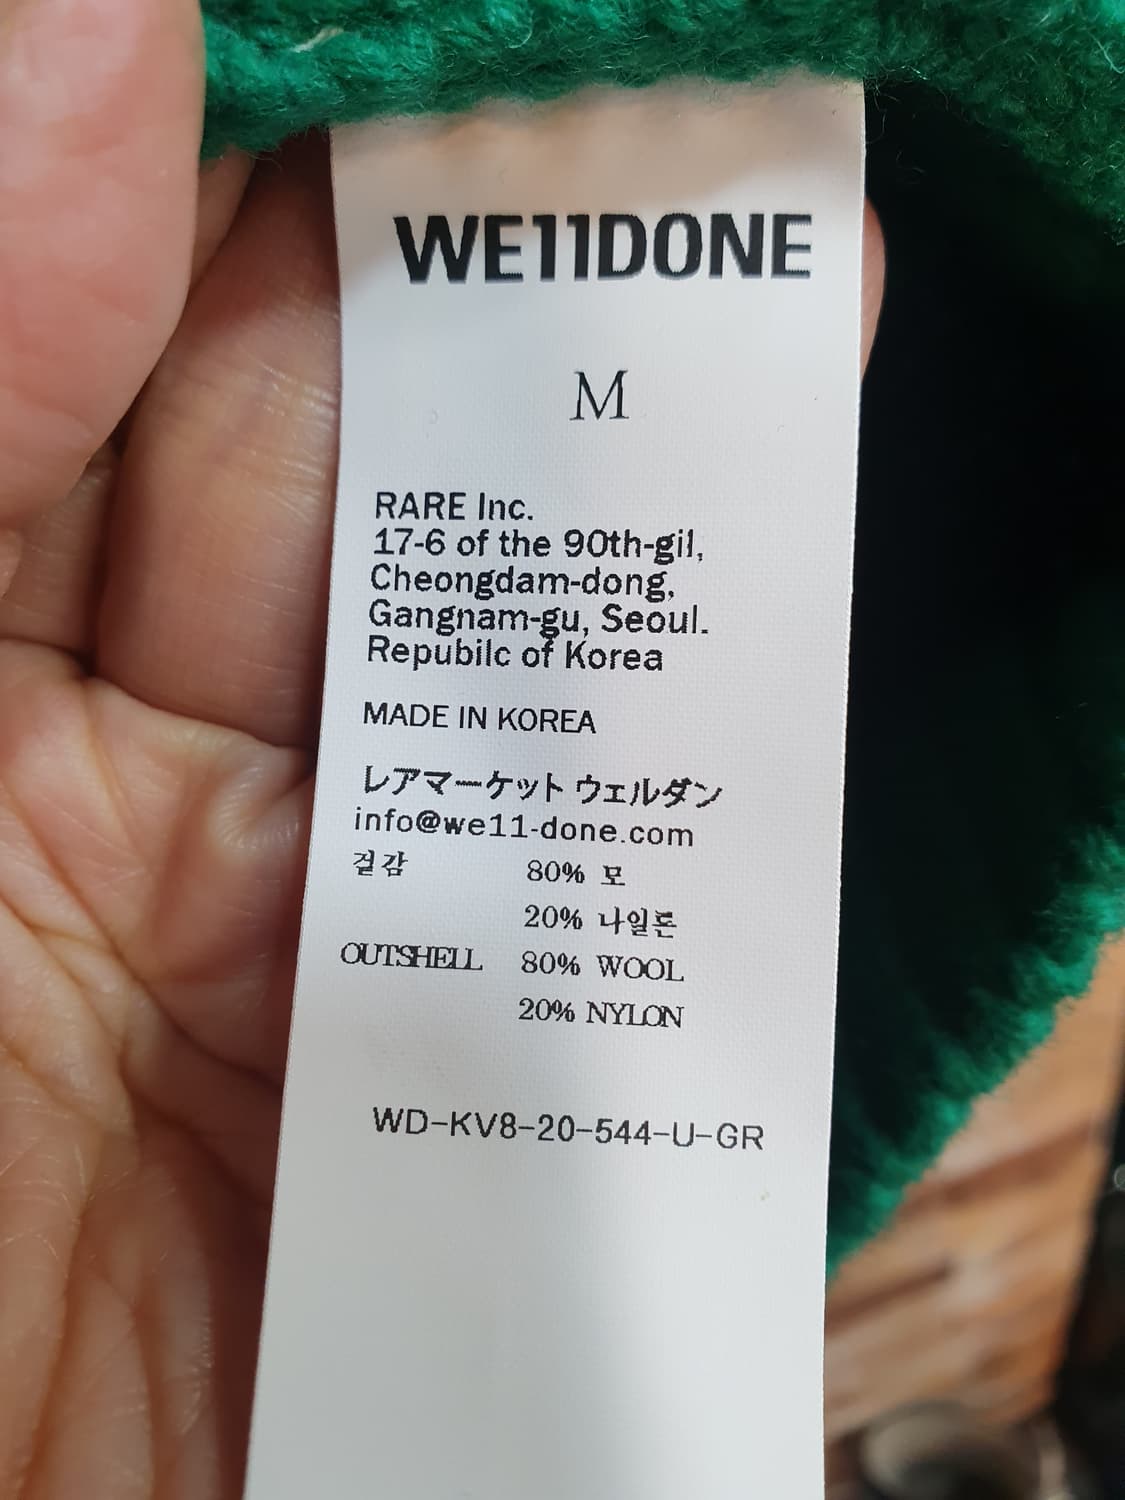 WE11DONE
M
RARE Inc.
17-6 of the 90th-gil,
Cheongdam-dong,
Gangnam-gu, Seoul.
Repubilc of Korea
MADE IN KOREA
レアマーケット ウェルダン
info@we11-done.com
겉감 80% 모
20% 나일론
OUTSHELL 80% WOOL
20% NYLON
WD-KV8-20-544-U-GR